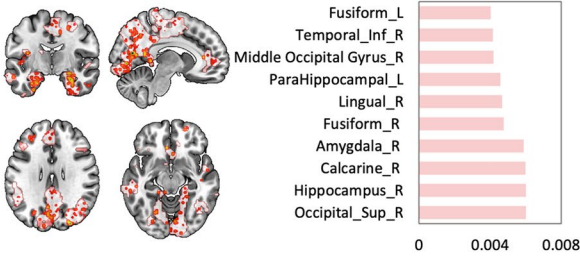 Fusiform_L
Temporal_Inf_R
Middle Occipital Gyrus_R
ParaHippocampal_L
Lingual_R
Fusiform_R
Amygdala_R
Calcarine_R
Hippocampus_R
Occipital_Sup_R
0 0.004 0.008